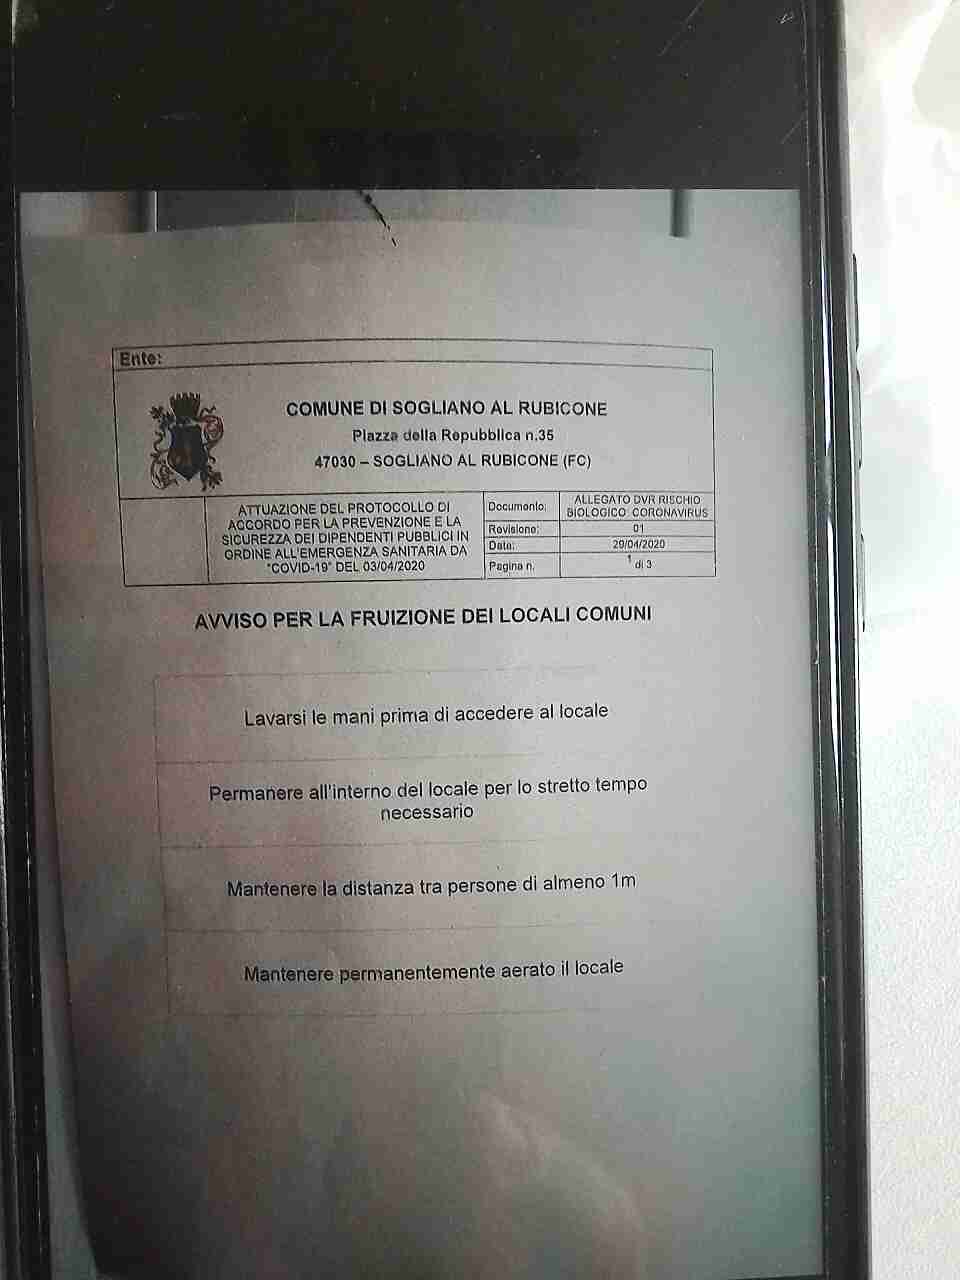 Ente:
COMUNE DI SOGLIANO AL RUBICONE
Piazza della Repubblica n.35
47030 – SOGLIANO AL RUBICONE (FC)
ATTUAZIONE DEL PROTOCOLLO DI
ACCORDO PER LA PREVENZIONE E LA
SICUREZZA DEI DIPENDENTI PUBBLICI IN
ORDINE ALL'EMERGENZA SANITARIA DA
"COVID-19" DEL 03/04/2020
Documento:
ALLEGATO DVR RISCHIO
BIOLOGICO: CORONAVIRUS
Revisione:
01
Data:
29/04/2020
Pagina n.
1 di 3
AVVISO PER LA FRUIZIONE DEI LOCALI COMUNI
Lavarsi le mani prima di accedere al locale
Permanere all'interno del locale per lo stretto tempo
necessario
Mantenere la distanza tra persone di almeno 1m
Mantenere permanentemente aerato il locale